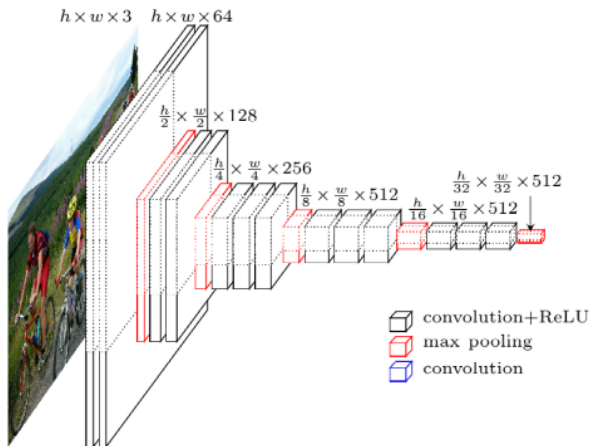 h × w × 3
h × w × 64
h/2 × w/2 × 128
h/4 × w/4 × 256
h/8 × w/8 × 512
h/16 × w/16 × 512
h/32 × w/32 × 512
convolution+ReLU
max pooling
convolution